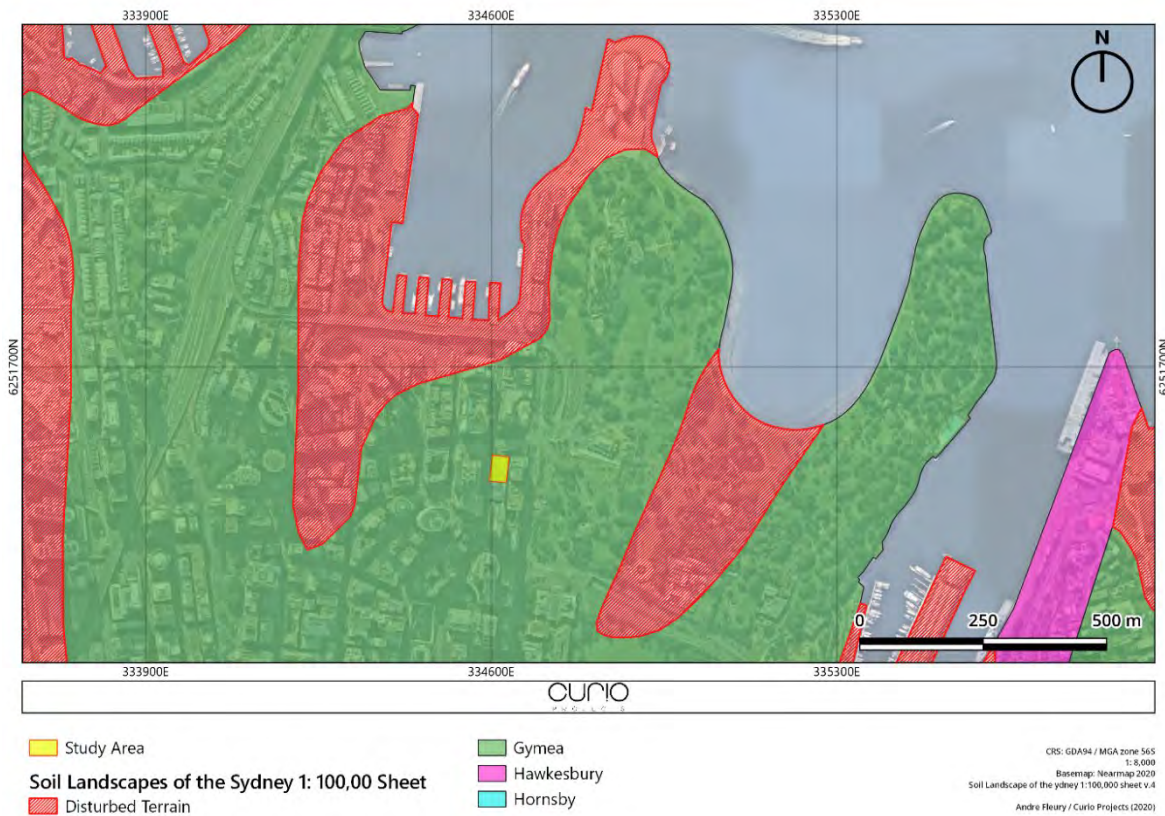 333900E 334600E 335300E
N
6251700N 6251700N
0 250 500 m
333900E 334600E 335300E
CURIO
PROJECTS
Study Area
Soil Landscapes of the Sydney 1: 100,00 Sheet
Disturbed Terrain
Gymea
Hawkesbury
Hornsby
CRS: GDA94 / MGA zone 56S
1: 8,000
Basemap: Nearmap 2020
Soil Landscape of the ydney 1:100,000 sheet v.4
Andre Fleury / Curio Projects (2020)